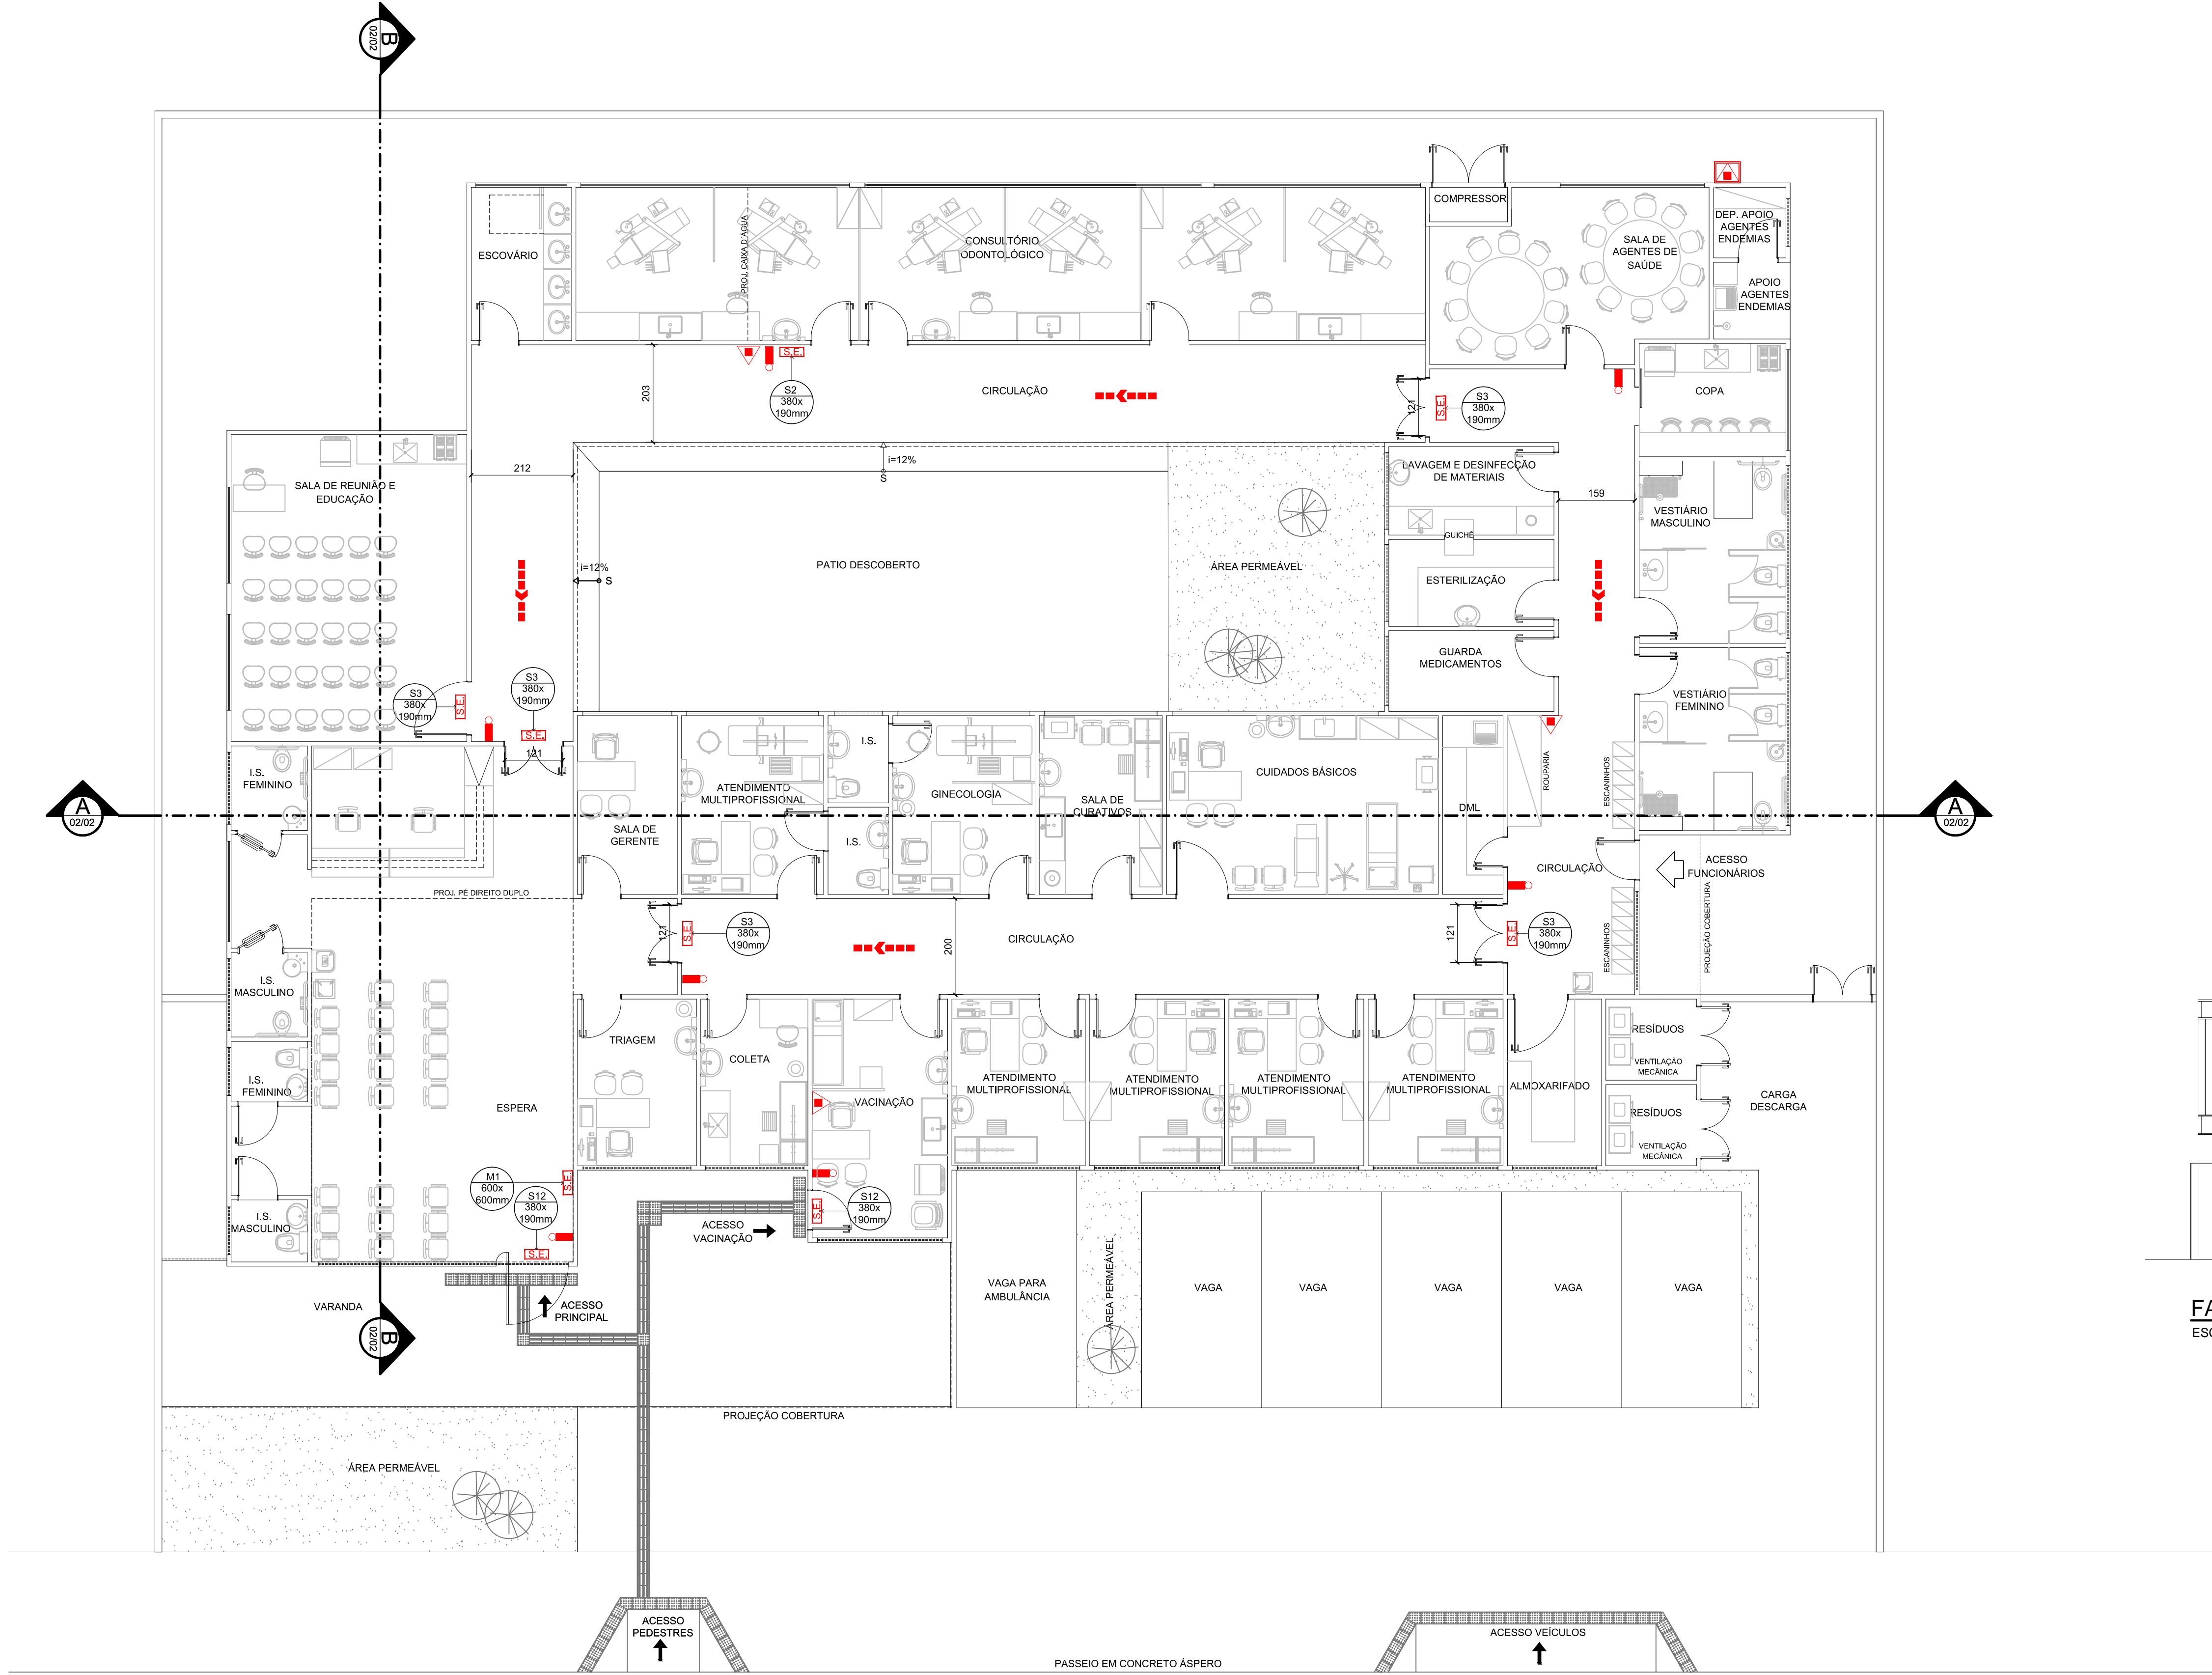 B
02/02
COMPRESSOR
DEP. APOIO
AGENTES
ENDEMIAS
SALA DE
AGENTES DE
SAÚDE
CONSULTÓRIO
ODONTOLÓGICO
PROJ. CAIXA D'ÁGUA
ESCOVÁRIO
APOIO
AGENTES
ENDEMIAS
S.E.
S2
380x
190mm
203
CIRCULAÇÃO
121
S.E.
S3
380x
190mm
COPA
i=12%
S
212
SALA DE REUNIÃO E
EDUCAÇÃO
LAVAGEM E DESINFECÇÃO
DE MATERIAIS
159
VESTIÁRIO
MASCULINO
GUICHÊ
i=12%
S
PATIO DESCOBERTO
ÁREA PERMEÁVEL
ESTERILIZAÇÃO
GUARDA
MEDICAMENTOS
VESTIÁRIO
FEMININO
S3
380x
190mm
S.E.
S3
380x
190mm
S.E.
121
I.S.
FEMININO
I.S.
ATENDIMENTO
MULTIPROFISSIONAL
GINECOLOGIA
SALA DE
CURATIVOS
CUIDADOS BÁSICOS
DML
ROUPARIA
ESCANINHOS
A
02/02
A
02/02
SALA DE
GERENTE
I.S.
CIRCULAÇÃO
ACESSO
FUNCIONÁRIOS
PROJ. PÉ DIREITO DUPLO
PROJEÇÃO COBERTURA
121
S.E.
S3
380x
190mm
200
CIRCULAÇÃO
121
S.E.
S3
380x
190mm
ESCANINHOS
I.S.
MASCULINO
TRIAGEM
COLETA
VACINAÇÃO
ATENDIMENTO
MULTIPROFISSIONAL
ATENDIMENTO
MULTIPROFISSIONAL
ATENDIMENTO
MULTIPROFISSIONAL
ATENDIMENTO
MULTIPROFISSIONAL
ALMOXARIFADO
RESÍDUOS
VENTILAÇÃO
MECÂNICA
RESÍDUOS
VENTILAÇÃO
MECÂNICA
CARGA
DESCARGA
I.S.
FEMININO
ESPERA
M1
600x
600mm
S.E.
S12
380x
190mm
S.E.
S.E.
S12
380x
190mm
I.S.
MASCULINO
ACESSO
VACINAÇÃO
VARANDA
ACESSO
PRINCIPAL
B
02/02
VAGA PARA
AMBULÂNCIA
ÁREA PERMEÁVEL
VAGA
VAGA
VAGA
VAGA
VAGA
FA
ESC
PROJEÇÃO COBERTURA
ÁREA PERMEÁVEL
ACESSO
PEDESTRES
ACESSO VEÍCULOS
PASSEIO EM CONCRETO ÁSPERO